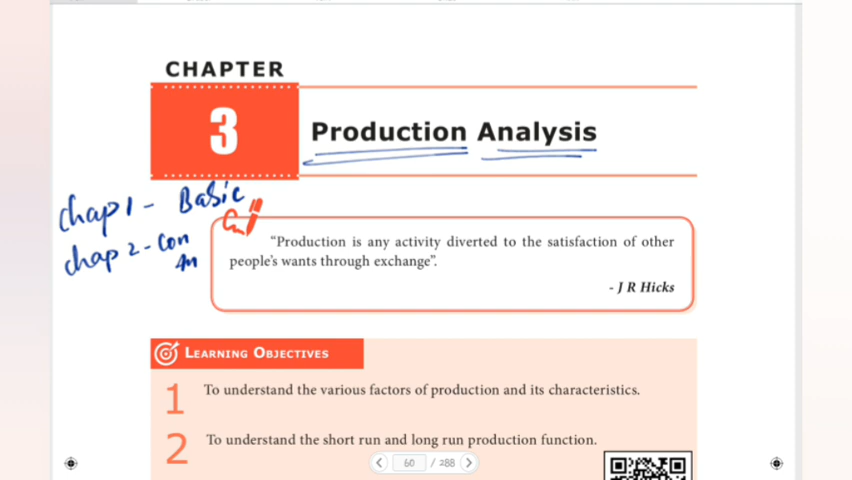 CHAPTER
3
Production Analysis
Chap 1 - Basic
Chap 2 - Con
An
"Production is any activity diverted to the satisfaction of other
people's wants through exchange".
- J R Hicks
LEARNING OBJECTIVES
1 To understand the various factors of production and its characteristics.
2 To understand the short run and long run production function.
60 / 288